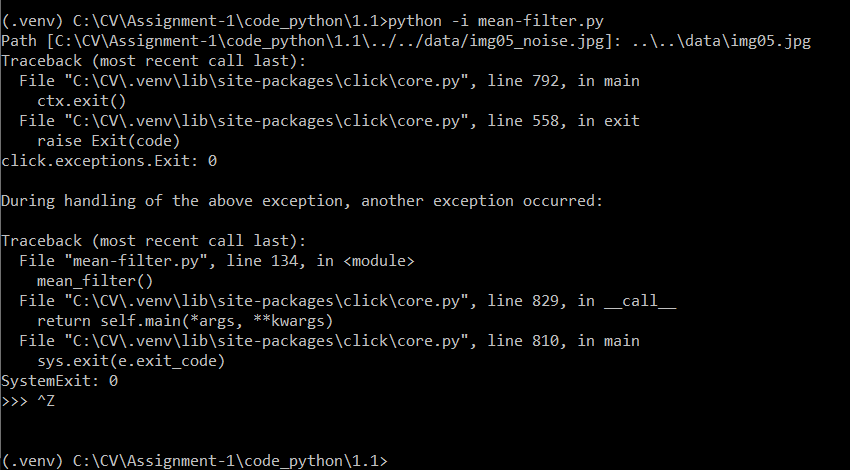 (.venv) C:\CV\Assignment-1\code_python\1.1>python -i mean-filter.py
Path [C:\CV\Assignment-1\code_python\1.1\../../data/img05_noise.jpg]: ..\..\data\img05.jpg
Traceback (most recent call last):
  File "C:\CV\.venv\lib\site-packages\click\core.py", line 792, in main
    ctx.exit()
  File "C:\CV\.venv\lib\site-packages\click\core.py", line 558, in exit
    raise Exit(code)
click.exceptions.Exit: 0

During handling of the above exception, another exception occurred:

Traceback (most recent call last):
  File "mean-filter.py", line 134, in <module>
    mean_filter()
  File "C:\CV\.venv\lib\site-packages\click\core.py", line 829, in __call__
    return self.main(*args, **kwargs)
  File "C:\CV\.venv\lib\site-packages\click\core.py", line 810, in main
    sys.exit(e.exit_code)
SystemExit: 0
>>> ^Z

(.venv) C:\CV\Assignment-1\code_python\1.1>